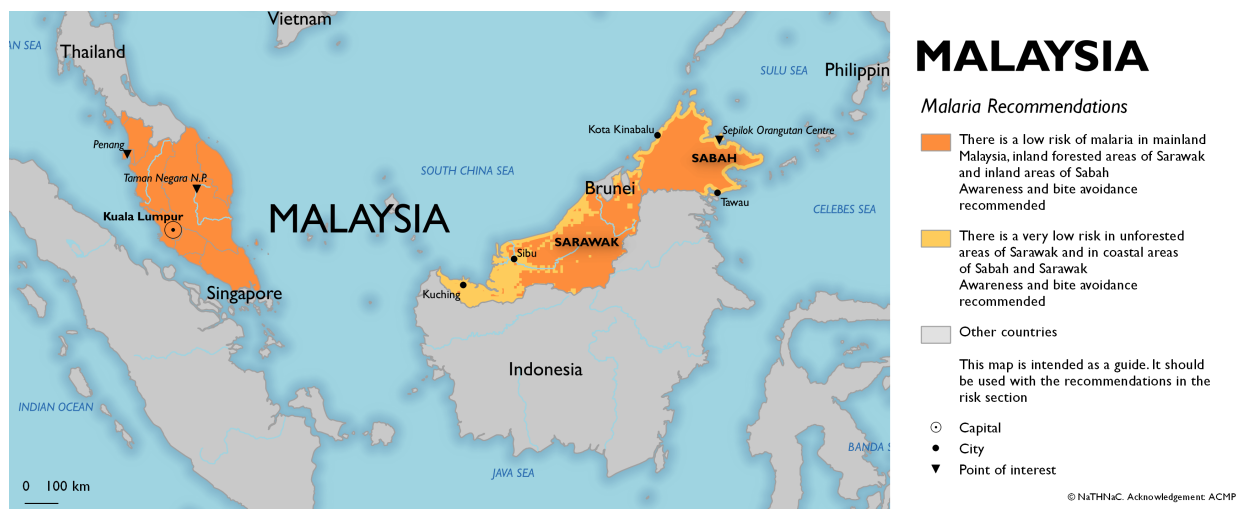 Vietnam
AN SEA
Thailand
SULU SEA
Philippin
Penang
Kota Kinabalu
Sepilok Orangutan Centre
SABAH
SOUTH CHINA SEA
Taman Negara N.P.
Brunei
Tawau
Kuala Lumpur
MALAYSIA
CELEBES SEA
SARAWAK
Sibu
Singapore
Kuching
Indonesia
INDIAN OCEAN
BANDA S
JAVA SEA
0 100 km
MALAYSIA
Malaria Recommendations
There is a low risk of malaria in mainland
Malaysia, inland forested areas of Sarawak
and inland areas of Sabah
Awareness and bite avoidance
recommended
There is a very low risk in unforested
areas of Sarawak and in coastal areas
of Sabah and Sarawak
Awareness and bite avoidance
recommended
Other countries
This map is intended as a guide. It should
be used with the recommendations in the
risk section
Capital
City
Point of interest
© NaTHNaC. Acknowledgement: ACMP